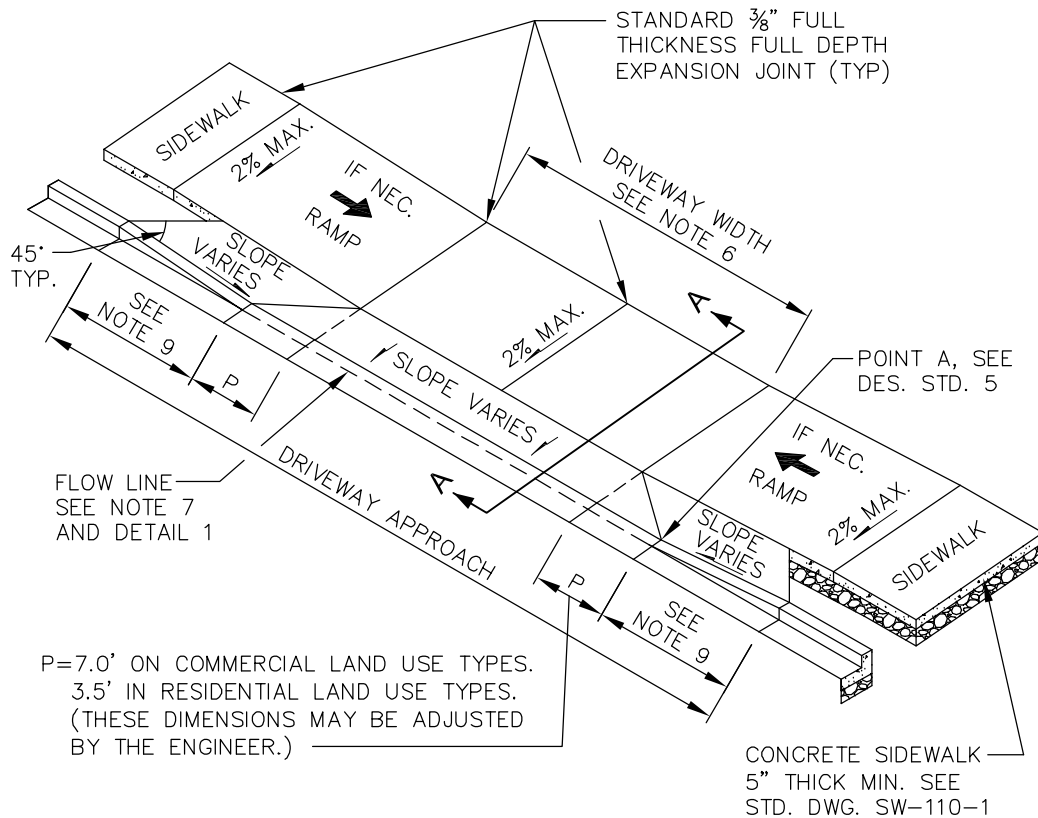 STANDARD ⅜" FULL
THICKNESS FULL DEPTH
EXPANSION JOINT (TYP)
SIDEWALK
2% MAX.
IF NEC.
RAMP
DRIVEWAY WIDTH
SEE NOTE 6
45°
TYP.
SLOPE
VARIES
SEE
NOTE 9
P
A
2% MAX.
SLOPE VARIES
POINT A, SEE
DES. STD. 5
IF NEC.
RAMP
2% MAX.
SIDEWALK
FLOW LINE
SEE NOTE 7
AND DETAIL 1
DRIVEWAY APPROACH
A
SLOPE
VARIES
P
SEE
NOTE 9
P=7.0' ON COMMERCIAL LAND USE TYPES.
3.5' IN RESIDENTIAL LAND USE TYPES.
(THESE DIMENSIONS MAY BE ADJUSTED
BY THE ENGINEER.)
CONCRETE SIDEWALK
5" THICK MIN. SEE
STD. DWG. SW-110-1